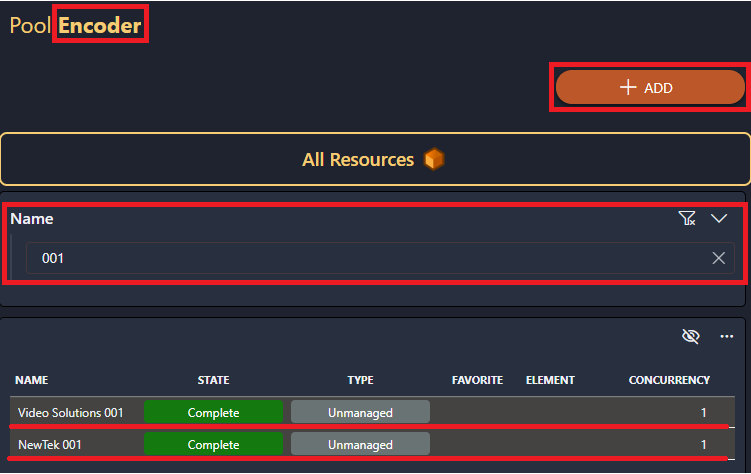 Pool Encoder
ADD
All Resources
Name
001
NAME STATE TYPE FAVORITE ELEMENT CONCURRENCY
Video Solutions 001 Complete Unmanaged 1
NewTek 001 Complete Unmanaged 1